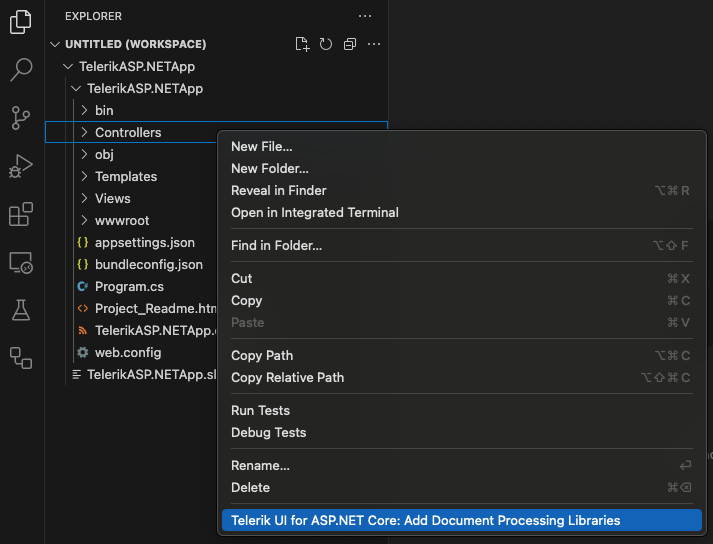 EXPLORER
UNTITLED (WORKSPACE)
TelerikASP.NETApp
TelerikASP.NETApp
bin
Controllers
obj
Templates
Views
wwwroot
appsettings.json
bundleconfig.json
Program.cs
Project_Readme.htm
TelerikASP.NETApp.
web.config
TelerikASP.NETApp.sl
New File...
New Folder...
Reveal in Finder ⌥⌘R
Open in Integrated Terminal
Find in Folder... ⌥⇧F
Cut ⌘X
Copy ⌘C
Paste ⌘V
Copy Path ⌥⌘C
Copy Relative Path ⌥⇧⌘C
Run Tests
Debug Tests
Rename... ⏎
Delete ⌘⌫
Telerik UI for ASP.NET Core: Add Document Processing Libraries